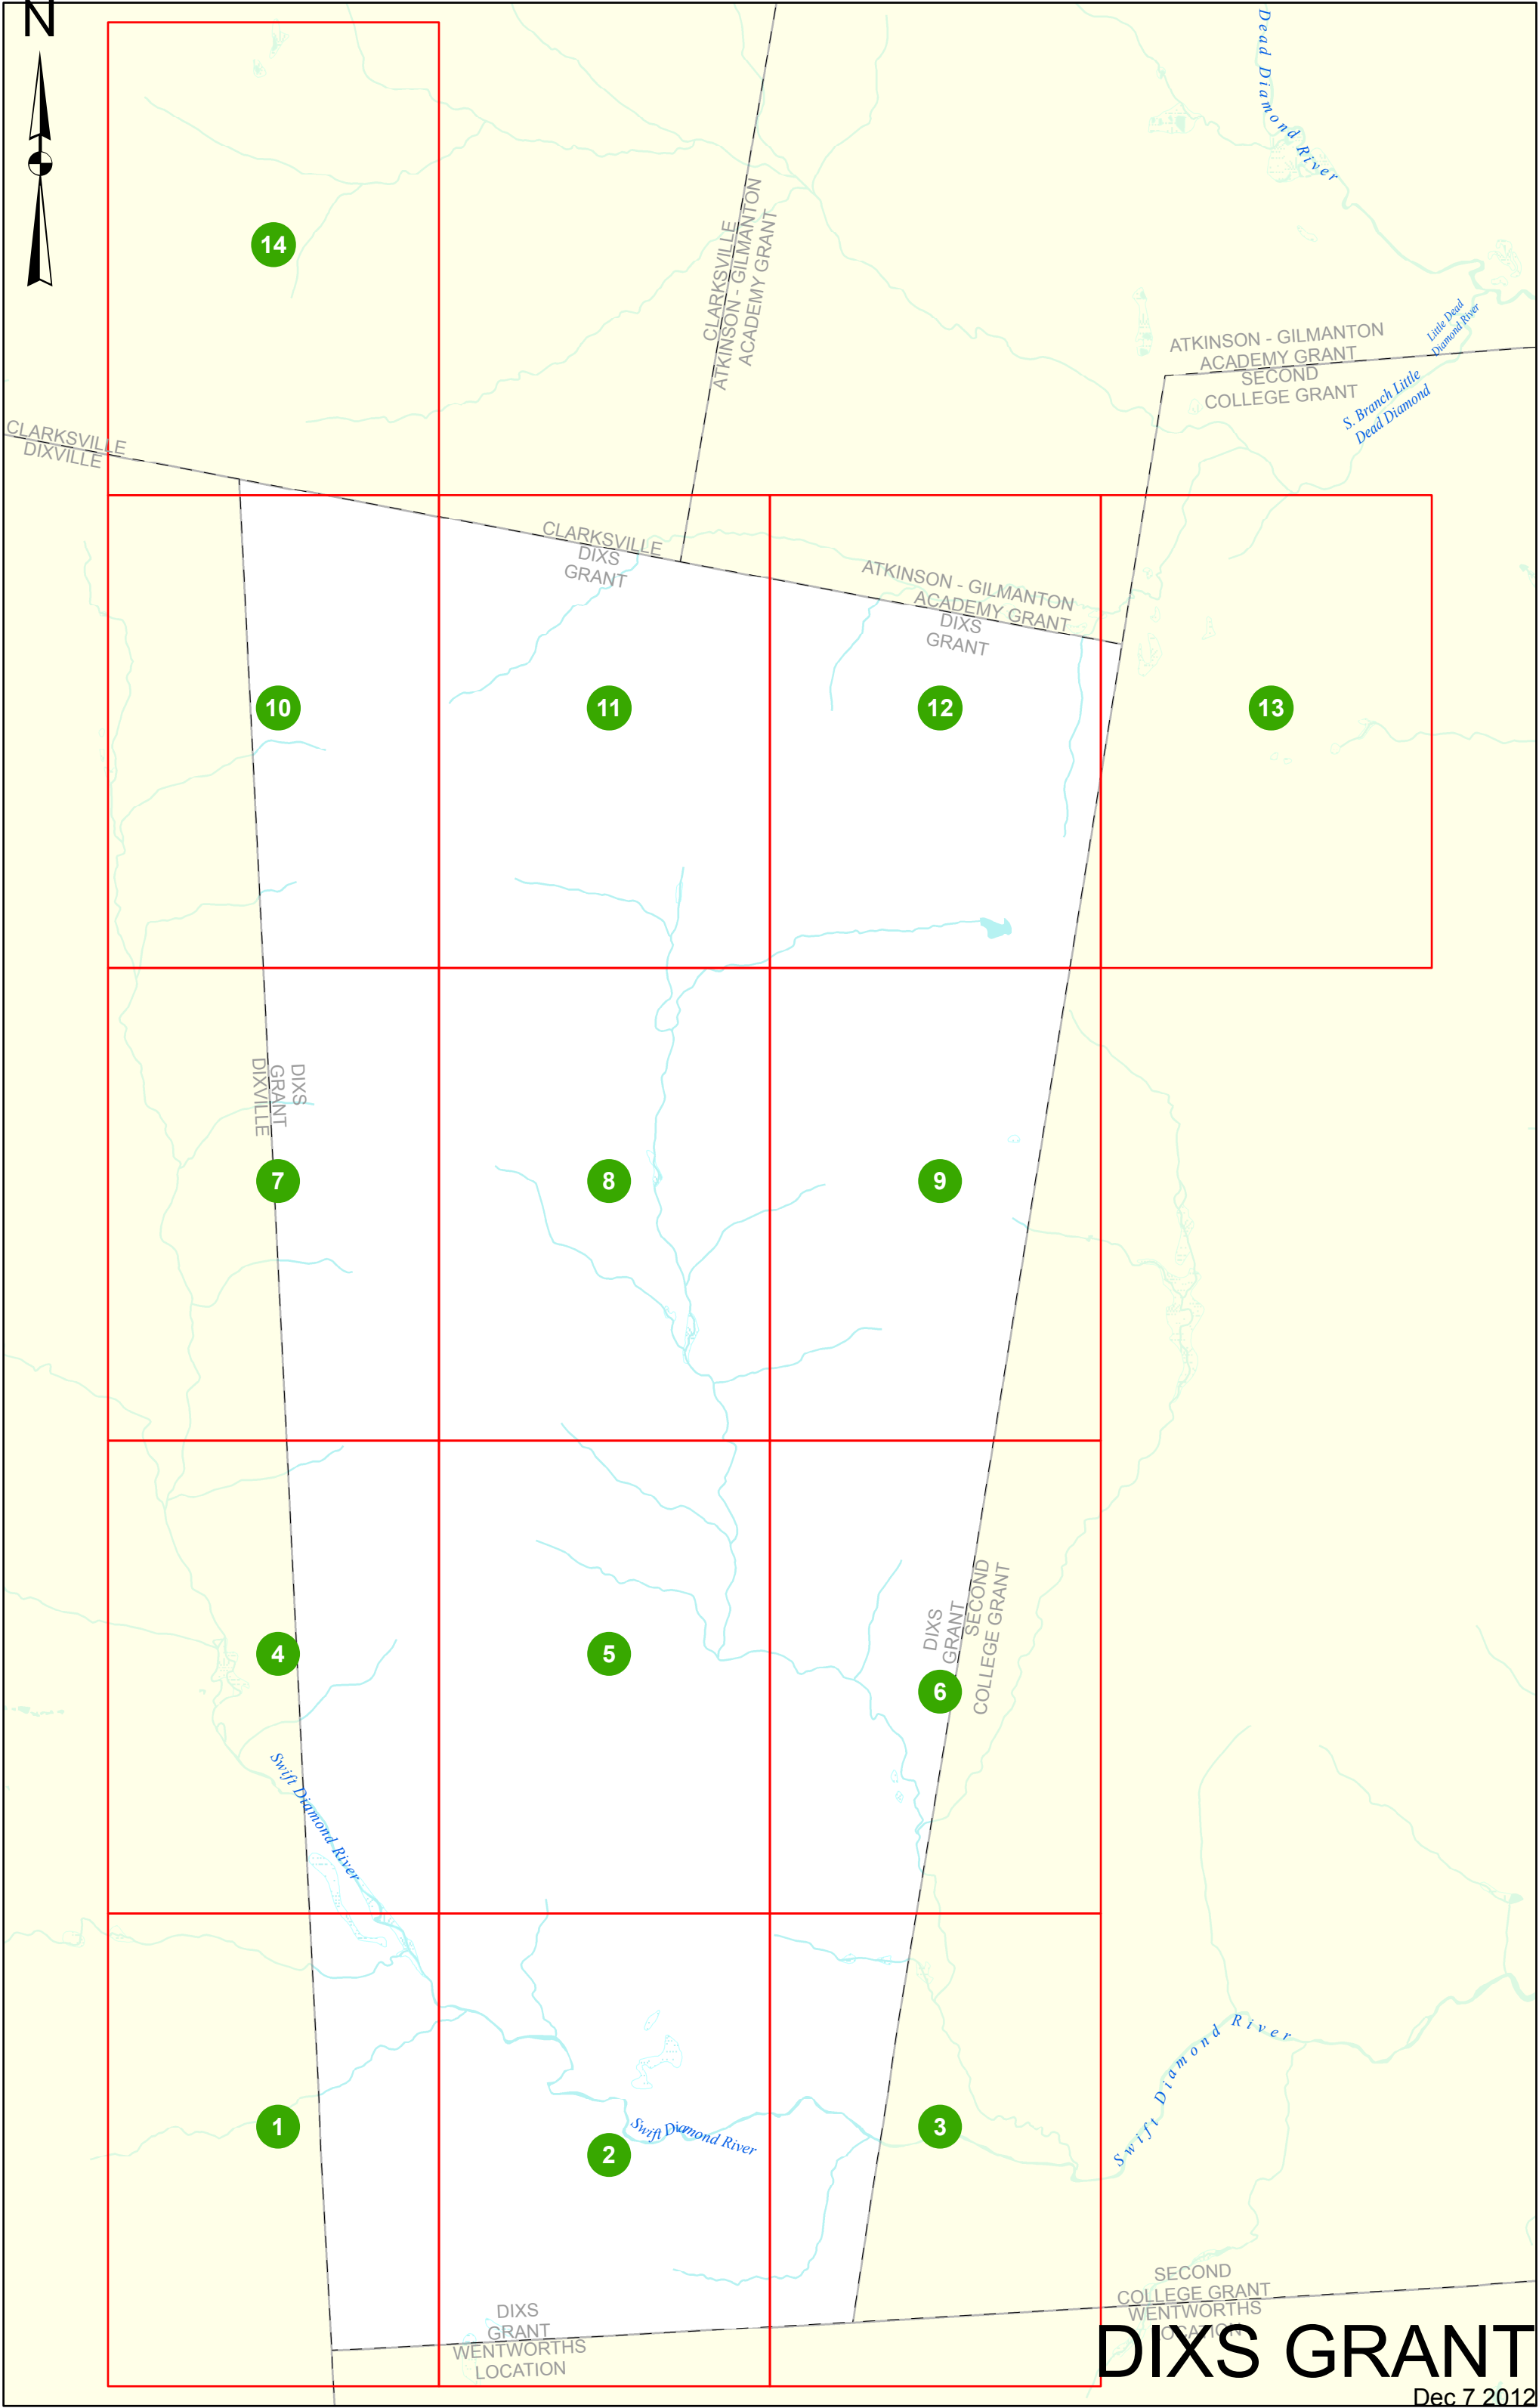 N
Dead Diamond River
14
CLARKSVILLE
ATKINSON - GILMANTON
ACADEMY GRANT
Little Dead
Diamond River
ATKINSON - GILMANTON
ACADEMY GRANT
SECOND
COLLEGE GRANT
S. Branch Little
Dead Diamond
CLARKSVILLE
DIXVILLE
CLARKSVILLE
DIXS
GRANT
ATKINSON - GILMANTON
ACADEMY GRANT
DIXS
GRANT
10
11
12
13
DIXS
GRANT
DIXVILLE
7
8
9
DIXS
GRANT
SECOND
COLLEGE GRANT
4
5
6
Swift Diamond River
Swift Diamond River
1
2
3
Swift Diamond River
SECOND
COLLEGE GRANT
WENTWORTHS
LOCATION
DIXS
GRANT
WENTWORTHS
LOCATION
DIXS GRANT
Dec 7 2012